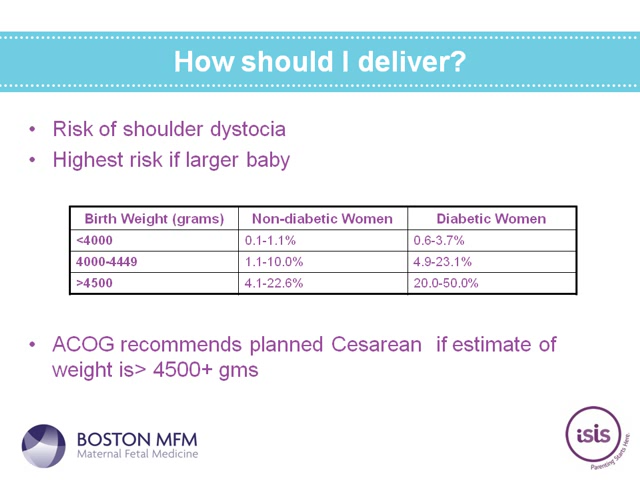 How should I deliver?
• Risk of shoulder dystocia
• Highest risk if larger baby
Birth Weight (grams) Non-diabetic Women Diabetic Women
<4000 0.1-1.1% 0.6-3.7%
4000-4449 1.1-10.0% 4.9-23.1%
>4500 4.1-22.6% 20.0-50.0%
• ACOG recommends planned Cesarean if estimate of
weight is> 4500+ gms
BOSTON MFM
Maternal Fetal Medicine
isis
Parenting Starts Here.